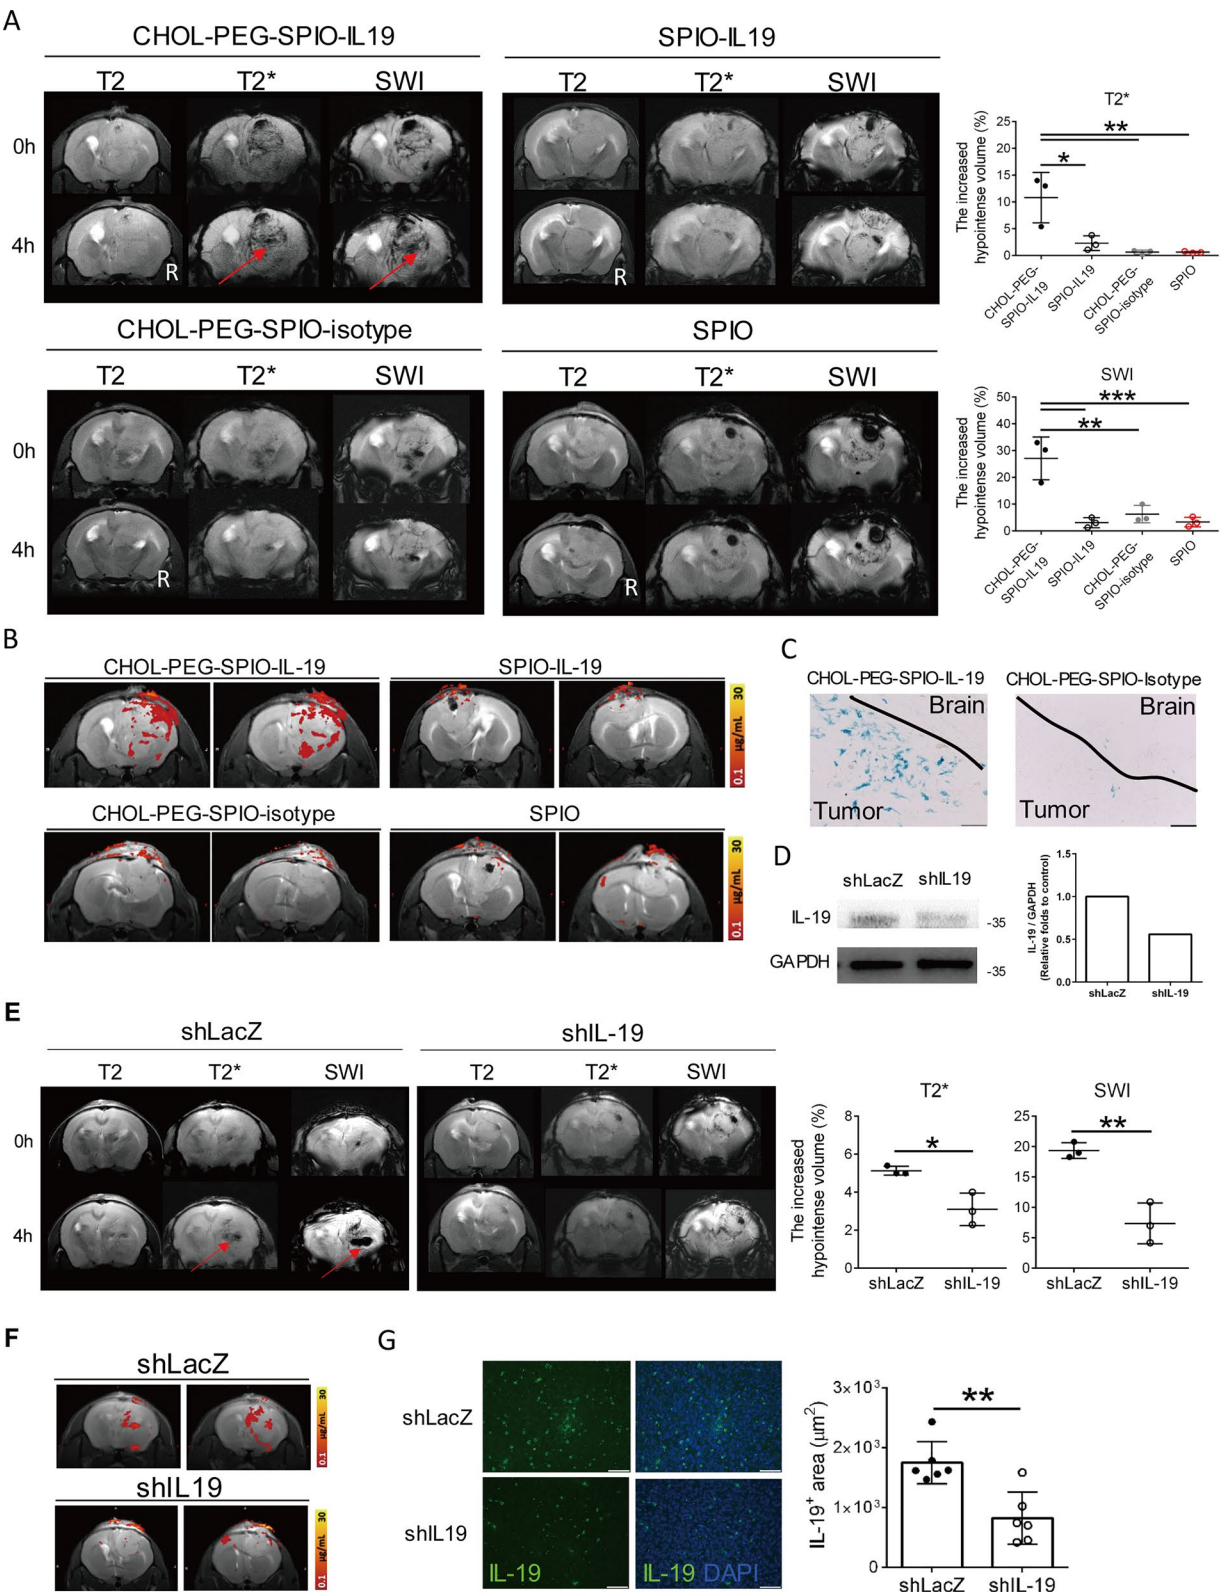 A
CHOL-PEG-SPIO-IL19
T2 T2* SWI
0h
4h
R
SPIO-IL19
T2 T2* SWI
R
T2*
The increased
hypointense volume (%)
25
20
15
10
5
0
**
*
CHOL-PEG-
SPIO-IL19
SPIO-IL19
CHOL-PEG-
SPIO-isotype
SPIO
CHOL-PEG-SPIO-isotype
T2 T2* SWI
0h
4h
R
SPIO
T2 T2* SWI
R
SWI
The increased
hypointense volume (%)
50
40
30
20
10
0
***
**
CHOL-PEG-
SPIO-IL19
SPIO-IL19
CHOL-PEG-
SPIO-isotype
SPIO
B
CHOL-PEG-SPIO-IL-19
SPIO-IL-19
0.1 µg/mL 30
CHOL-PEG-SPIO-isotype
SPIO
0.1 µg/mL 30
C
CHOL-PEG-SPIO-IL-19
Brain
Tumor
CHOL-PEG-SPIO-Isotype
Brain
Tumor
D
shLacZ shIL19
IL-19
-35
GAPDH
-35
IL-19 / GAPDH
(Relative folds to control)
1.5
1.0
0.5
0.0
shLacZ shIL-19
E
shLacZ
T2 T2* SWI
0h
4h
shIL-19
T2 T2* SWI
The increased
hypointense volume (%)
T2*
8
6
4
2
0
*
shLacZ shIL-19
SWI
25
20
15
10
5
0
**
shLacZ shIL-19
F
shLacZ
0.1 µg/mL 30
shIL19
0.1 µg/mL 30
G
shLacZ
shIL19
IL-19
IL-19 DAPI
IL-19+ area (µm2)
3×103
2×103
1×103
0
**
shLacZ shIL-19